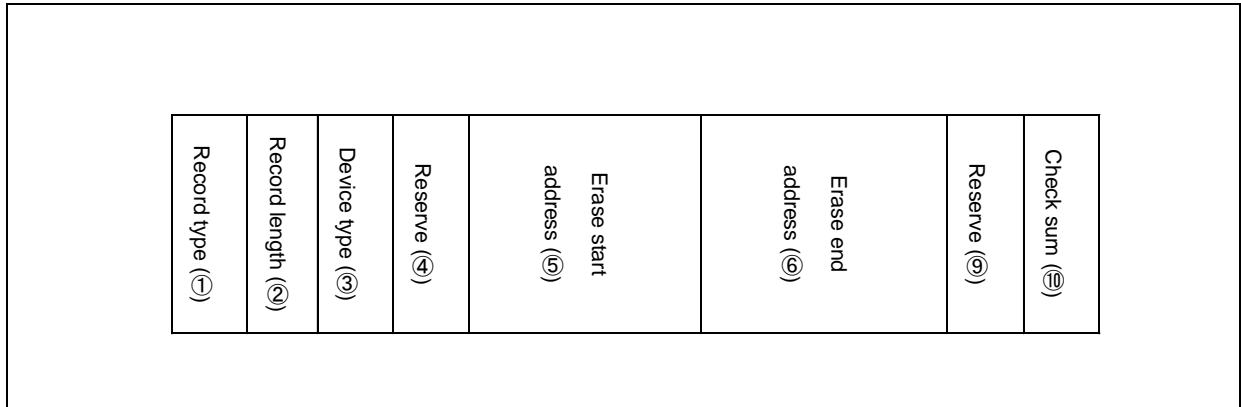 Record type (①)
Record length (②)
Device type (③)
Reserve (④)
Erase start
address (⑤)
Erase end
address (⑥)
Reserve (⑨)
Check sum (⑩)